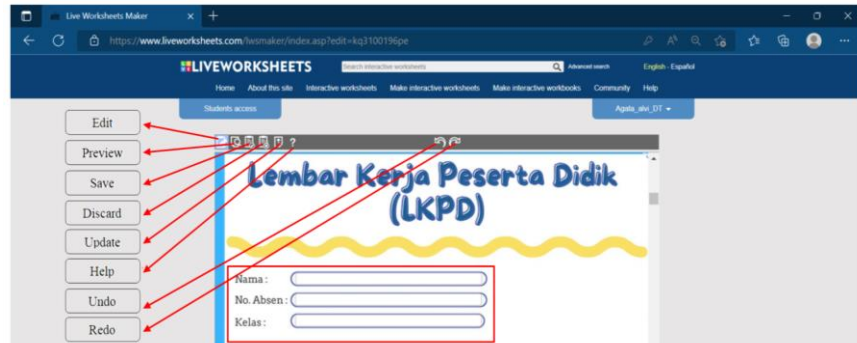 Live Worksheets Maker
https://www.liveworksheets.com/lwsmaker/index.asp?edit=kq3100196pe
LIVEWORKSHEETS
Search interactive worksheets
Advanced search
English - Español
Home About this site Interactive worksheets Make interactive worksheets Make interactive workbooks Community Help
Students access
Agata_alvi_DT
Edit
Preview
Save
Discard
Update
Help
Undo
Redo
?
Lembar Kerja Peserta Didik
(LKPD)
Nama :
No. Absen :
Kelas :